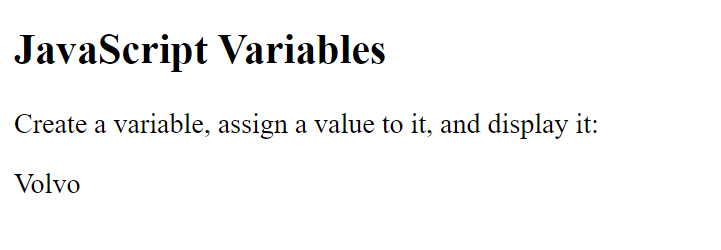 JavaScript Variables
Create a variable, assign a value to it, and display it:
Volvo